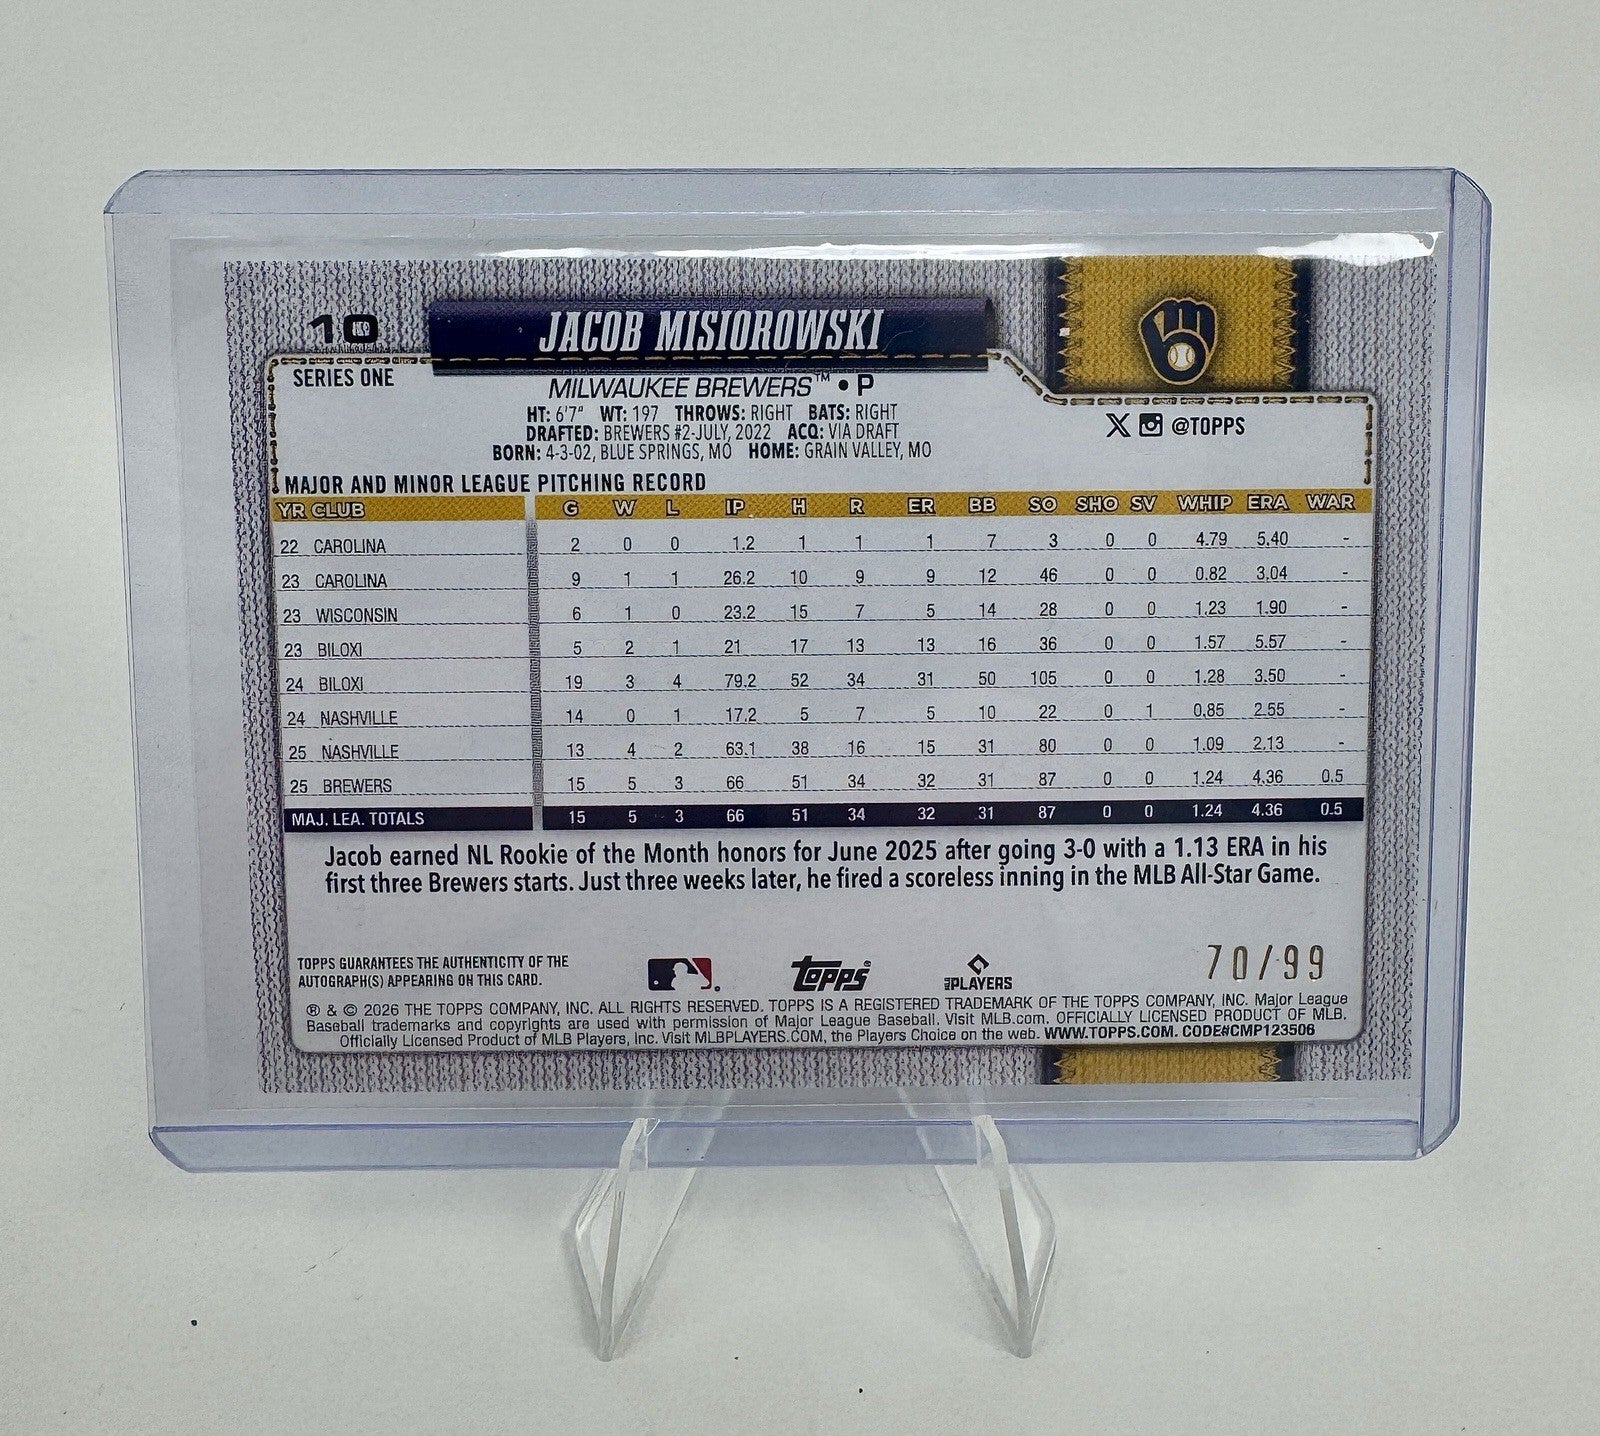 10
JACOB MISIOROWSKI
SERIES ONE
MILWAUKEE BREWERS™ • P
HT: 6'7" WT: 197 THROWS: RIGHT BATS: RIGHT
DRAFTED: BREWERS #2-JULY, 2022 ACQ: VIA DRAFT
BORN: 4-3-02, BLUE SPRINGS, MO HOME: GRAIN VALLEY, MO
@TOPPS
MAJOR AND MINOR LEAGUE PITCHING RECORD
YR CLUB G W L IP H R ER BB SO SHO SV WHIP ERA WAR
22 CAROLINA 2 0 0 1.2 1 1 1 7 3 0 0 4.79 5.40 -
23 CAROLINA 9 1 1 26.2 10 9 9 12 46 0 0 0.82 3.04 -
23 WISCONSIN 6 1 0 23.2 15 7 5 14 28 0 0 1.23 1.90 -
23 BILOXI 5 2 1 21 17 13 13 16 36 0 0 1.57 5.57 -
24 BILOXI 19 3 4 79.2 52 34 31 50 105 0 0 1.28 3.50 -
24 NASHVILLE 14 0 1 17.2 5 7 5 10 22 0 1 0.85 2.55 -
25 NASHVILLE 13 4 2 63.1 38 16 15 31 80 0 0 1.09 2.13 -
25 BREWERS 15 5 3 66 51 34 32 31 87 0 0 1.24 4.36 0.5
MAJ. LEA. TOTALS 15 5 3 66 51 34 32 31 87 0 0 1.24 4.36 0.5
Jacob earned NL Rookie of the Month honors for June 2025 after going 3-0 with a 1.13 ERA in his
first three Brewers starts. Just three weeks later, he fired a scoreless inning in the MLB All-Star Game.
TOPPS GUARANTEES THE AUTHENTICITY OF THE
AUTOGRAPH(S) APPEARING ON THIS CARD.
TOPPS®
MLB PLAYERS
70/99
® & © 2026 THE TOPPS COMPANY, INC. ALL RIGHTS RESERVED. TOPPS IS A REGISTERED TRADEMARK OF THE TOPPS COMPANY, INC. Major League
Baseball trademarks and copyrights are used with permission of Major League Baseball. Visit MLB.com. OFFICIALLY LICENSED PRODUCT OF MLB.
Officially Licensed Product of MLB Players, Inc. Visit MLBPLAYERS.COM, the Players Choice on the web. WWW.TOPPS.COM. CODE#CMP123506